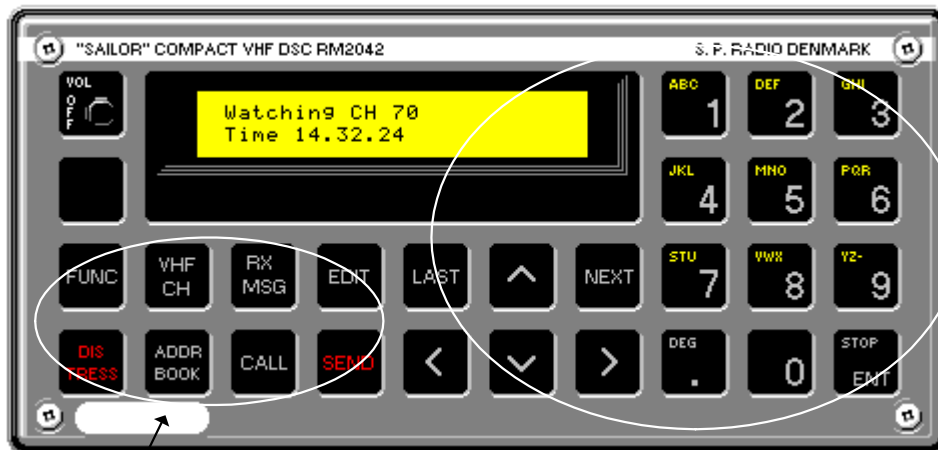 "SAILOR" COMPACT VHF DSC RM2042 S. P. RADIO DENMARK
VOL
OFF
Watching CH 70
Time 14.32.24
ABC DEF GHI
1 2 3
JKL MNO PQR
4 5 6
FUNC VHF CH RX MSG EDIT LAST ^ NEXT
STU VWX YZ-
7 8 9
DIS TRESS ADDR BOOK CALL SEND < >
DEG STOP
. 0 ENT